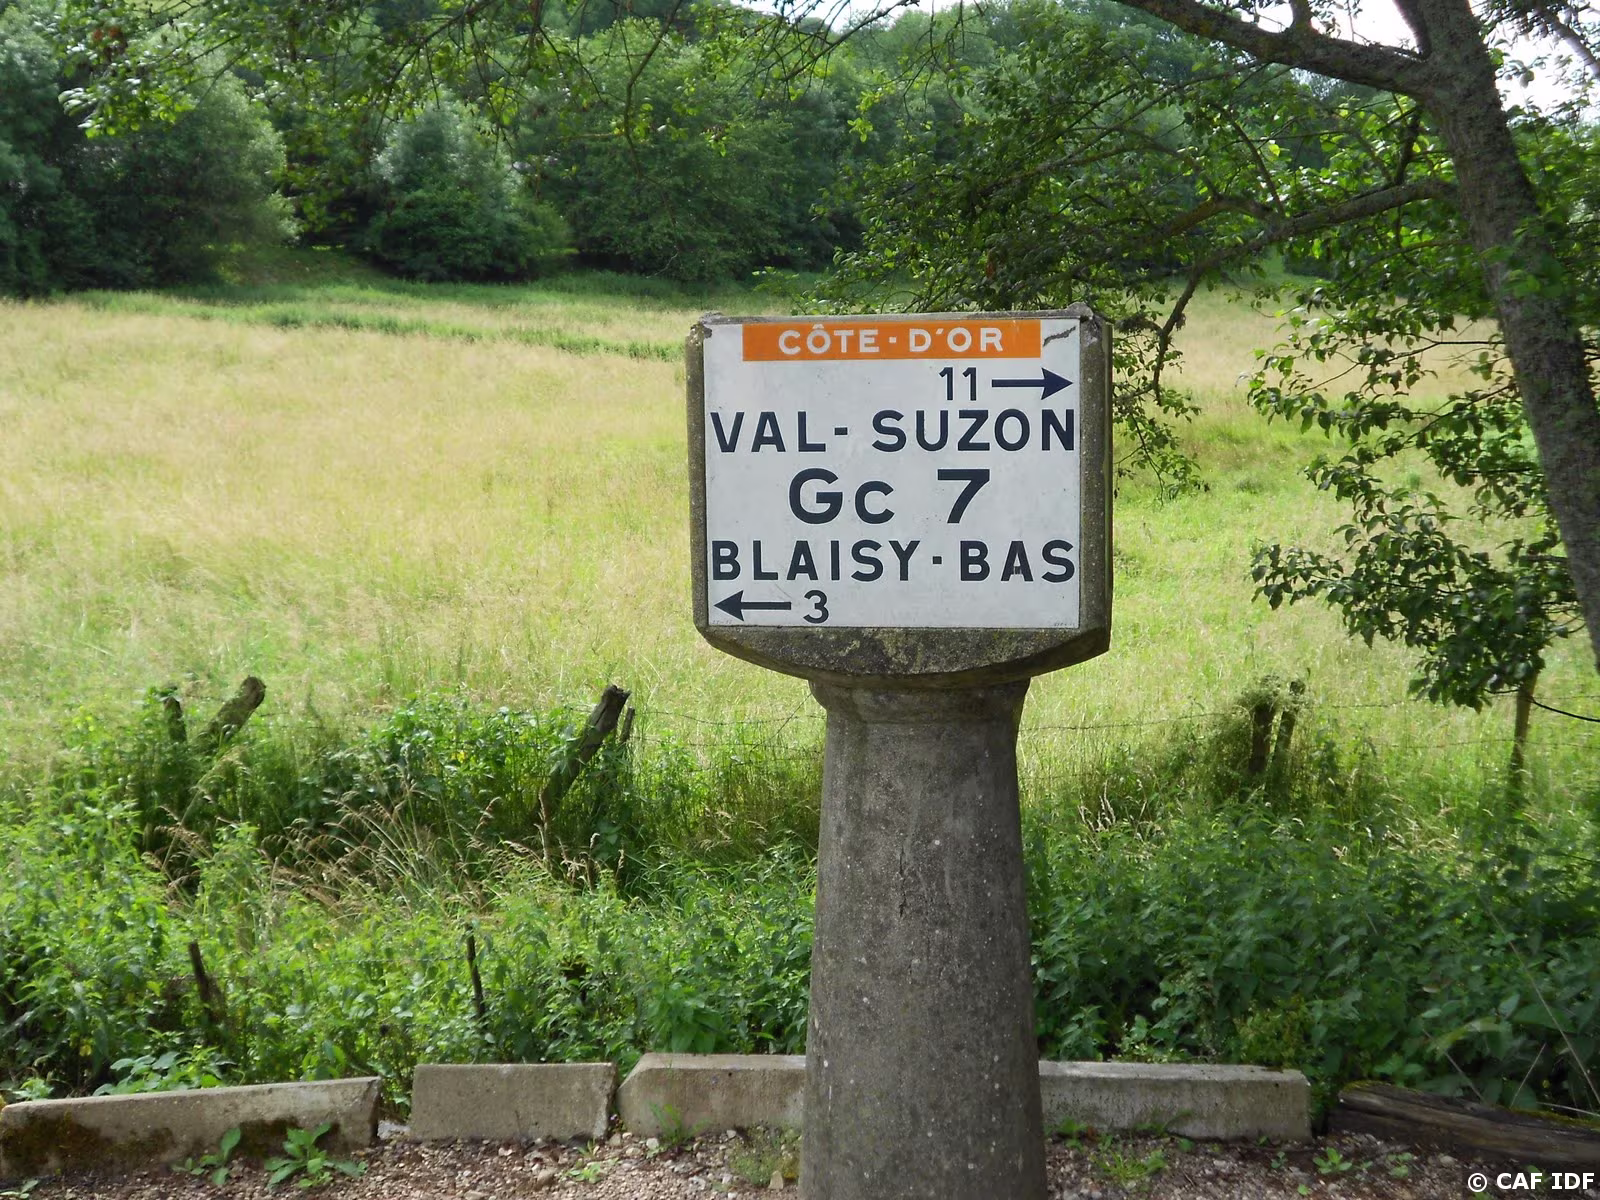 CÔTE-D'OR
11
VAL-SUZON
Gc 7
BLAISY-BAS
3
© CAF IDF